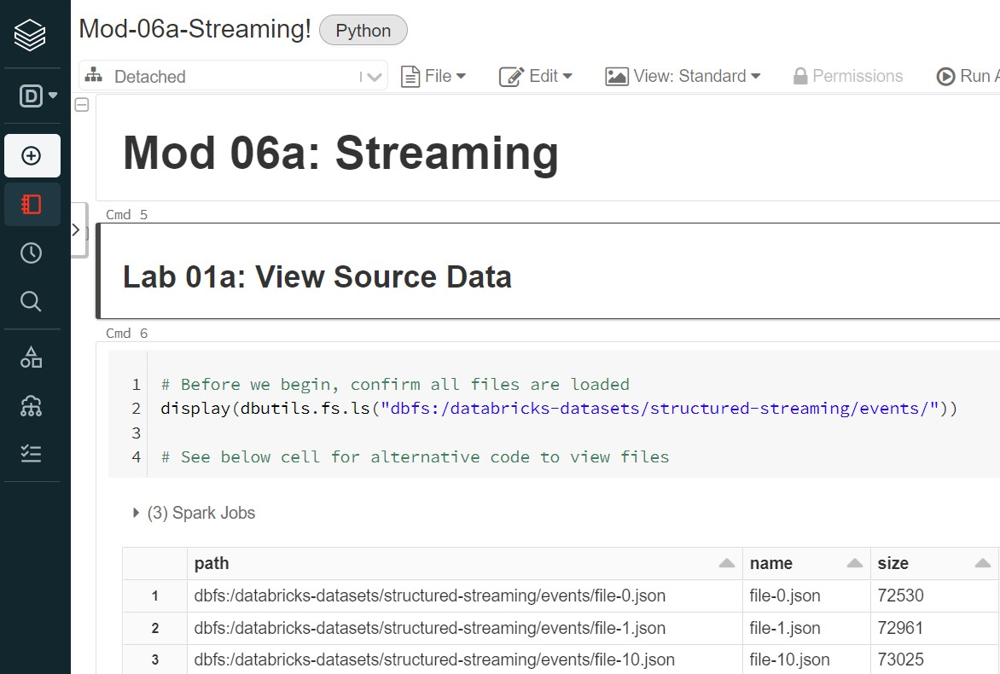 Mod-06a-Streaming! Python
Detached File Edit View: Standard Permissions Run A
D
Mod 06a: Streaming
Cmd 5
Lab 01a: View Source Data
Cmd 6
1 # Before we begin, confirm all files are loaded
2 display(dbutils.fs.ls("dbfs:/databricks-datasets/structured-streaming/events/"))
3
4 # See below cell for alternative code to view files
(3) Spark Jobs
path name size
1 dbfs:/databricks-datasets/structured-streaming/events/file-0.json file-0.json 72530
2 dbfs:/databricks-datasets/structured-streaming/events/file-1.json file-1.json 72961
3 dbfs:/databricks-datasets/structured-streaming/events/file-10.json file-10.json 73025